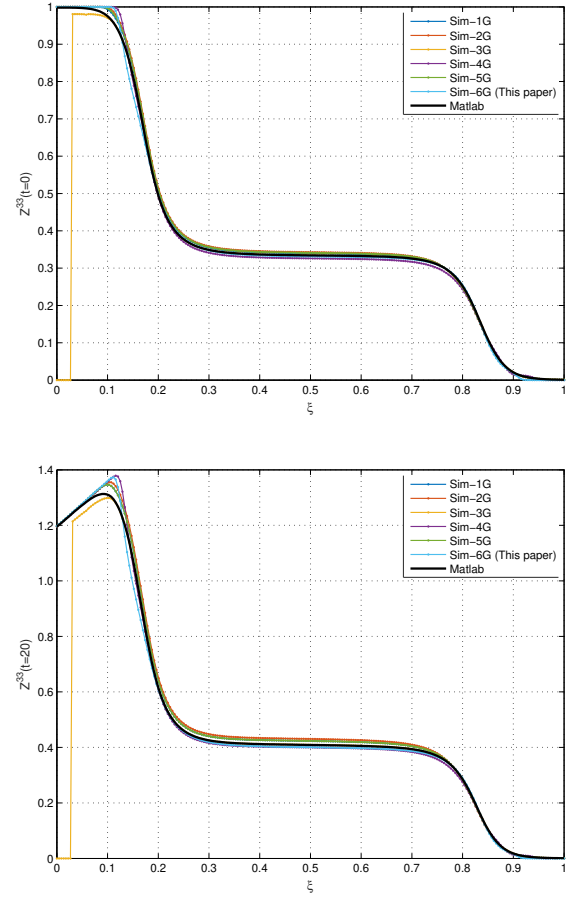 1
0.9
0.8
0.7
0.6
0.5
0.4
0.3
0.2
0.1
0
Z³³(t=0)
Sim-1G
Sim-2G
Sim-3G
Sim-4G
Sim-5G
Sim-6G (This paper)
Matlab
0 0.1 0.2 0.3 0.4 0.5 0.6 0.7 0.8 0.9 1
ξ
1.4
1.2
1
0.8
0.6
0.4
0.2
0
Z³³(t=20)
Sim-1G
Sim-2G
Sim-3G
Sim-4G
Sim-5G
Sim-6G (This paper)
Matlab
0 0.1 0.2 0.3 0.4 0.5 0.6 0.7 0.8 0.9 1
ξ